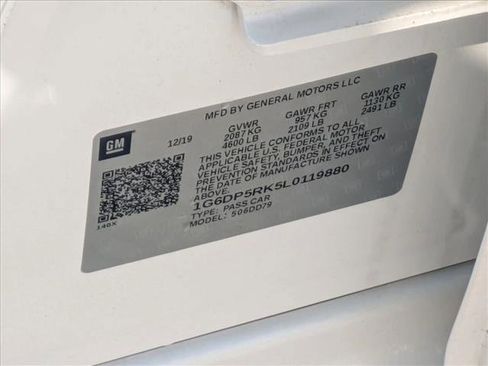 MFD BY GENERAL MOTORS LLC
GM
12/19
GVWR
2087 KG
4600 LB
GAWR FRT
957 KG
2109 LB
GAWR RR
1130 KG
2491 LB
THIS VEHICLE CONFORMS TO ALL
APPLICABLE U.S. FEDERAL MOTOR
VEHICLE SAFETY, BUMPER, AND THEFT
PREVENTION STANDARDS IN EFFECT ON
THE DATE OF MANUFACTURE SHOWN
ABOVE.
1G6DP5RK5L0119880
TYPE: PASS CAR
MODEL: 506DD79
140X